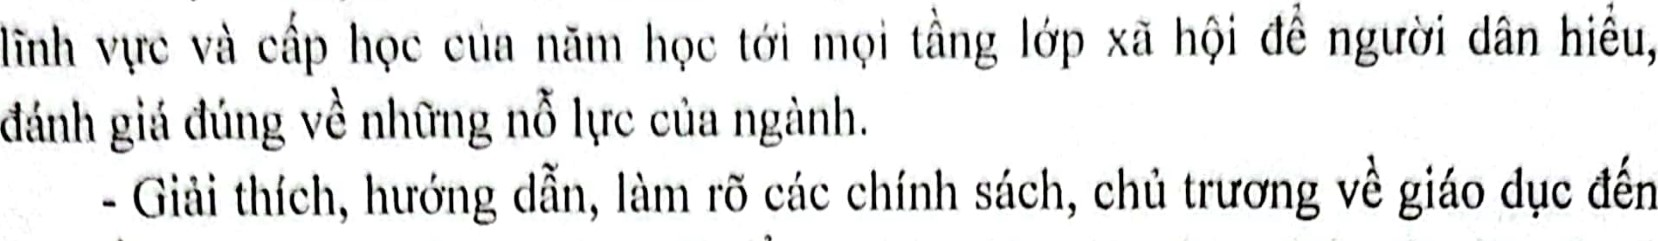 lĩnh vực và cấp học của năm học tới mọi tầng lớp xã hội để người dân hiểu,
đánh giá đúng về những nỗ lực của ngành.
- Giải thích, hướng dẫn, làm rõ các chính sách, chủ trương về giáo dục đến